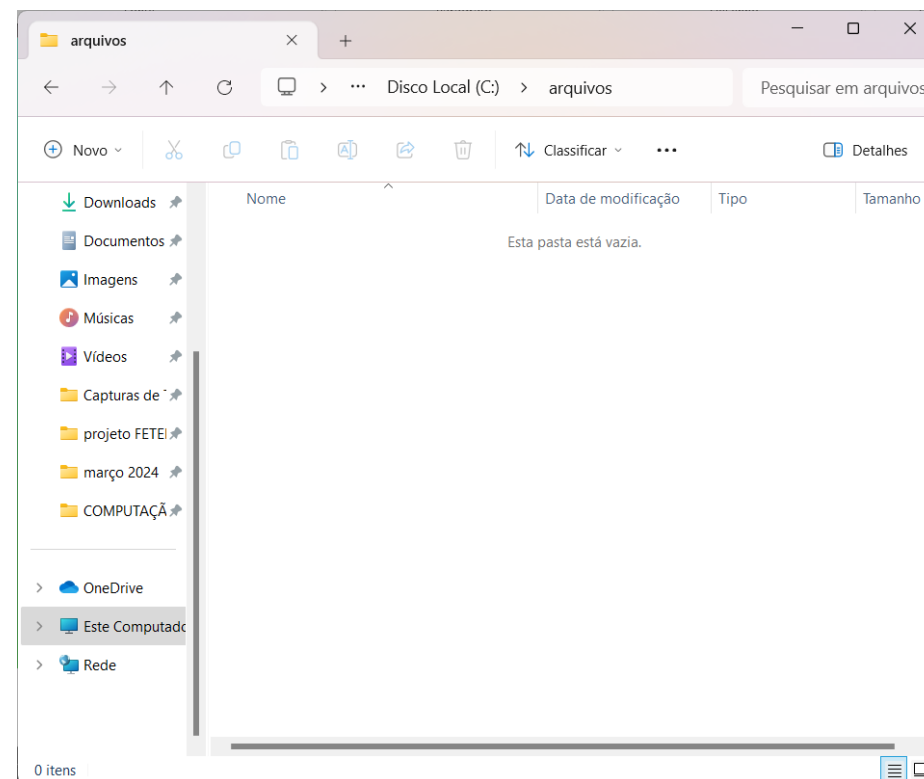 arquivos
Disco Local (C:) arquivos Pesquisar em arquivos
Novo Classificar Detalhes
Nome Data de modificação Tipo Tamanho
Esta pasta está vazia.
Downloads
Documentos
Imagens
Músicas
Vídeos
Capturas de
projeto FETE
março 2024
COMPUTAÇÃ
OneDrive
Este Computado
Rede
0 itens